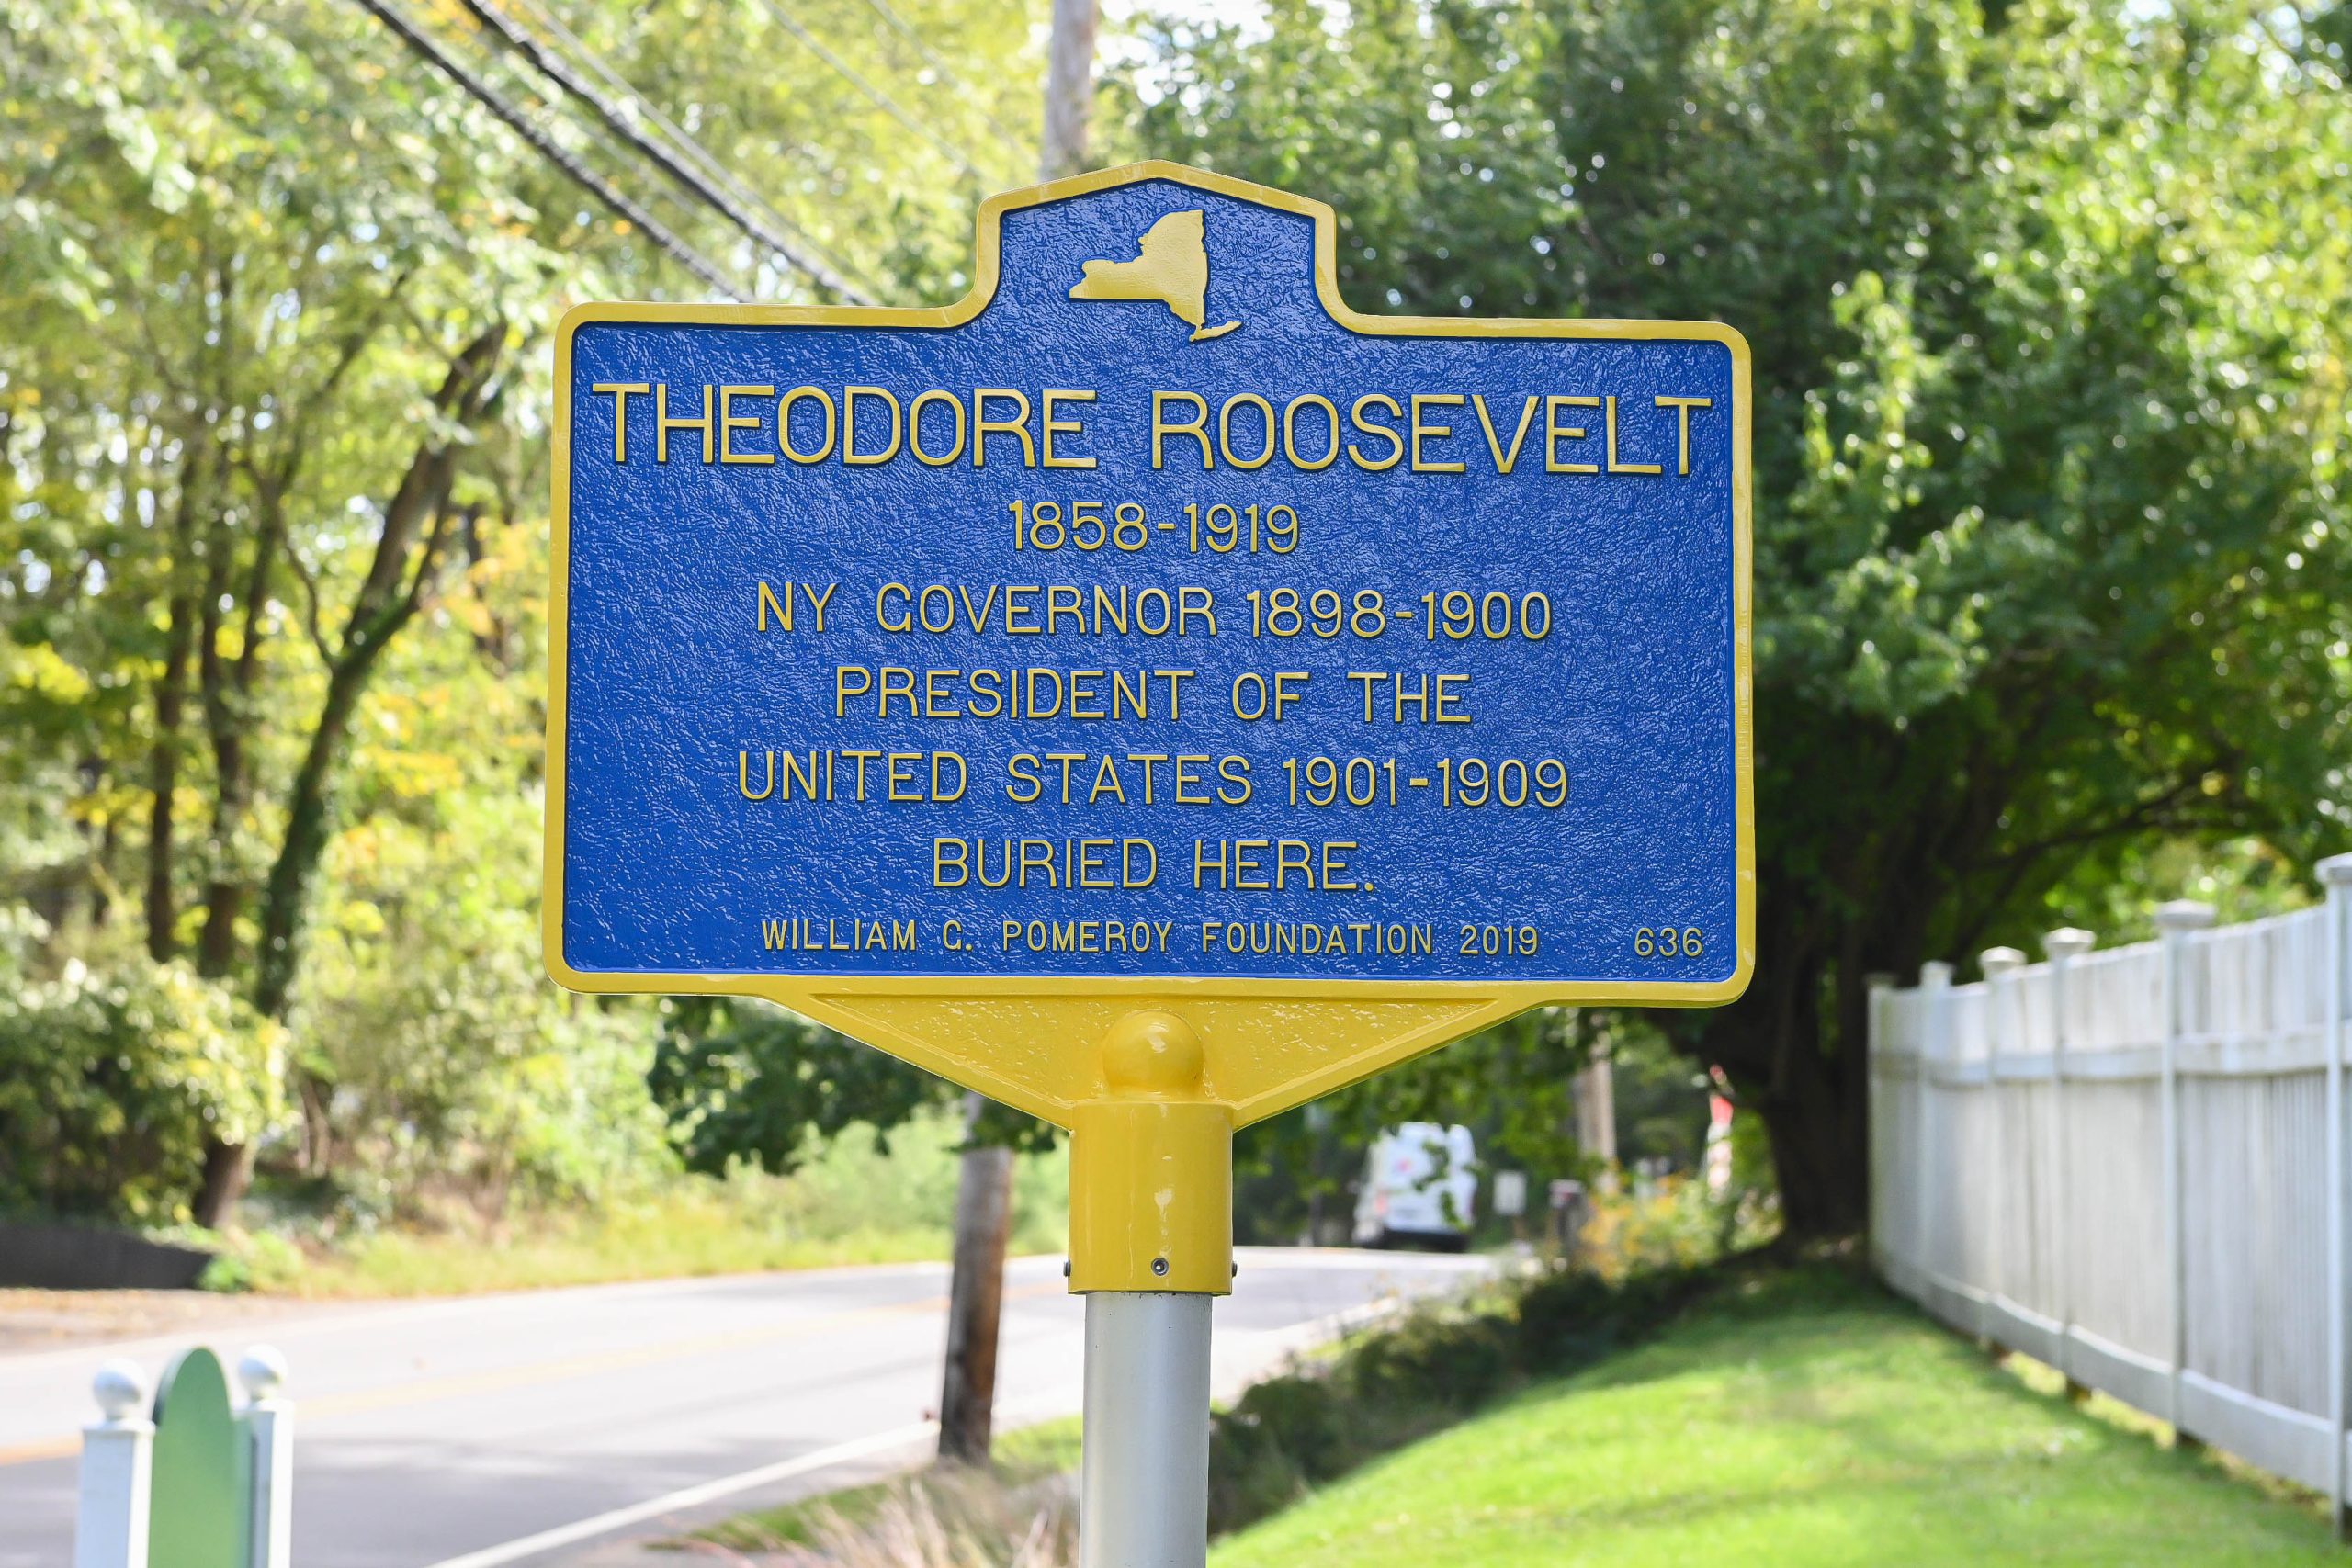 THEODORE ROOSEVELT
1858-1919
NY GOVERNOR 1898-1900
PRESIDENT OF THE
UNITED STATES 1901-1909
BURIED HERE.
WILLIAM G. POMEROY FOUNDATION 2019 636